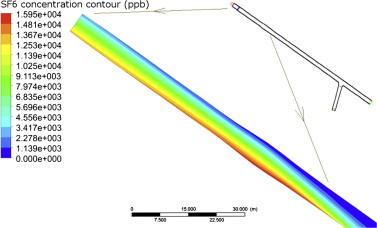 SF6 concentration contour (ppb)
1.595e+004
1.481e+004
1.367e+004
1.253e+004
1.139e+004
1.025e+004
9.113e+003
7.974e+003
6.835e+003
5.696e+003
4.556e+003
3.417e+003
2.278e+003
1.139e+003
0.000e+000
0 15.000 30.000 (m)
7.500 22.500